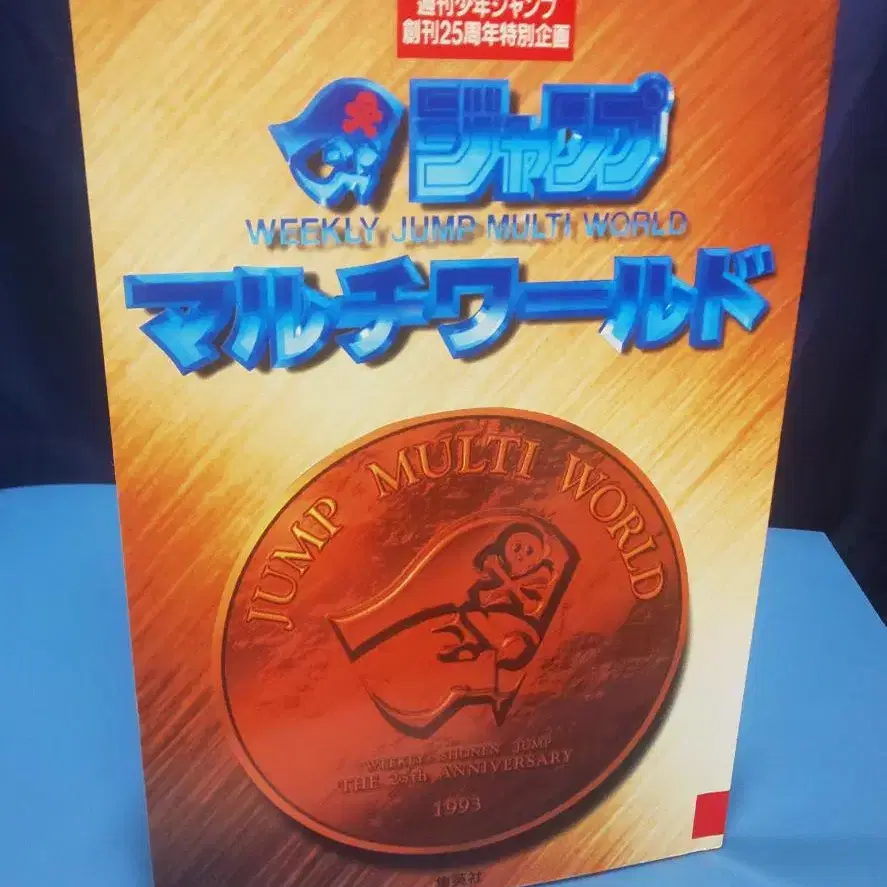 週刊少年ジャンプ
創刊25周年特別企画
ジャンプ
WEEKLY JUMP MULTI WORLD
マルチワールド
JUMP MULTI WORLD
WEEKLY SHONEN JUMP
THE 25th ANNIVERSARY
1993
集英社